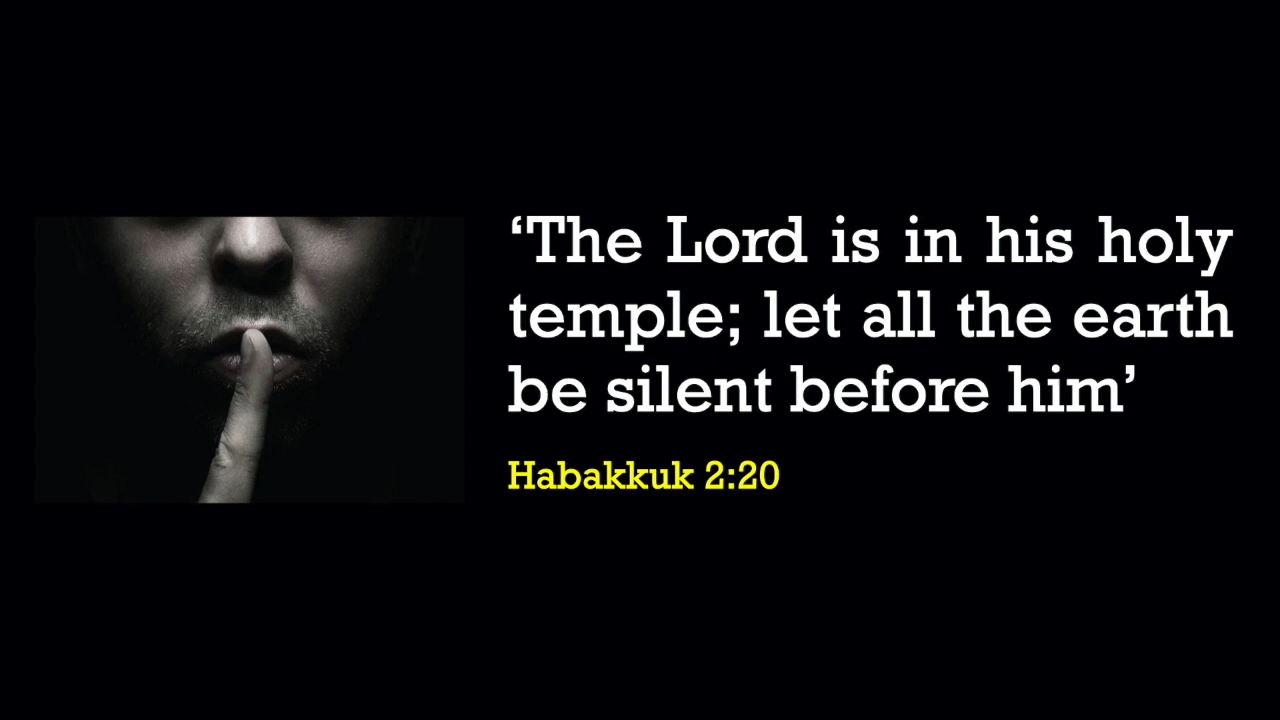 ‘The Lord is in his holy
temple; let all the earth
be silent before him’
Habakkuk 2:20